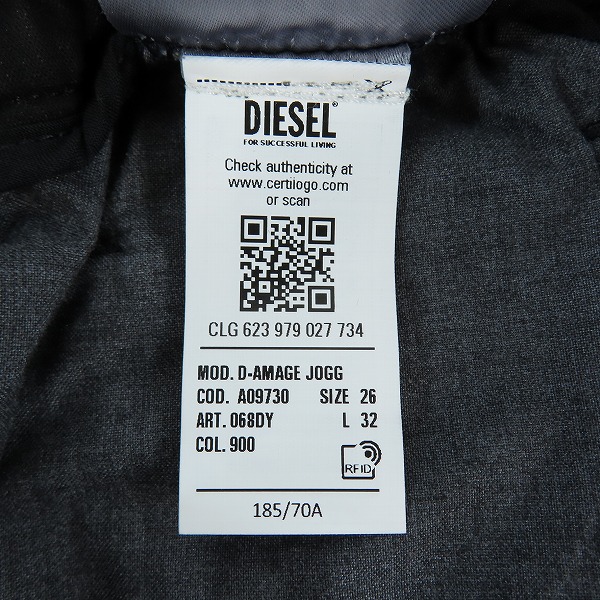 DIESEL®
FOR SUCCESSFUL LIVING
Check authenticity at
www.certilogo.com
or scan
CLG 623 979 027 734
MOD. D-AMAGE JOGG
COD. A09730 SIZE 26
ART. 068DY L 32
COL. 900
RFID
185/70A